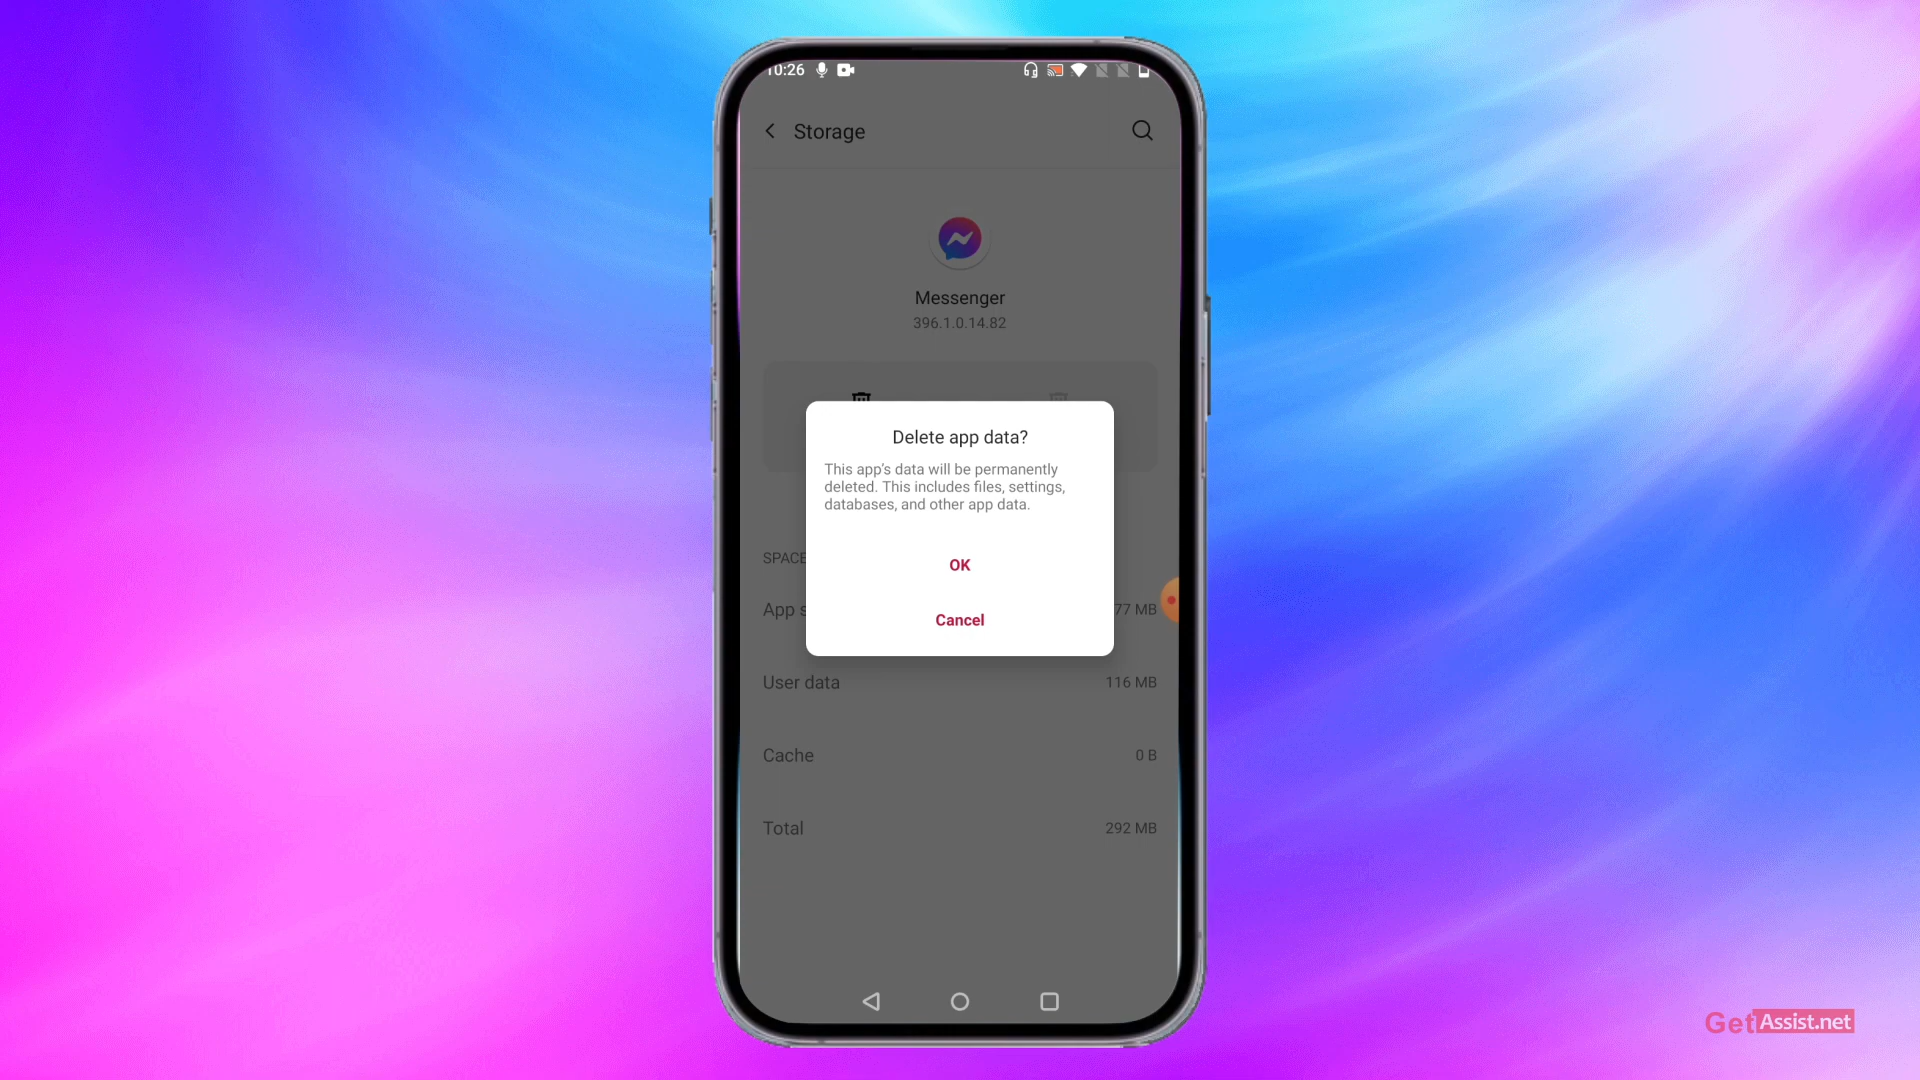 10:26
Storage
Messenger
396.1.0.14.82
Delete app data?
This app's data will be permanently
deleted. This includes files, settings,
databases, and other app data.
OK
Cancel
SPACE
App s
77 MB
User data
116 MB
Cache
0 B
Total
292 MB
GetAssist.net